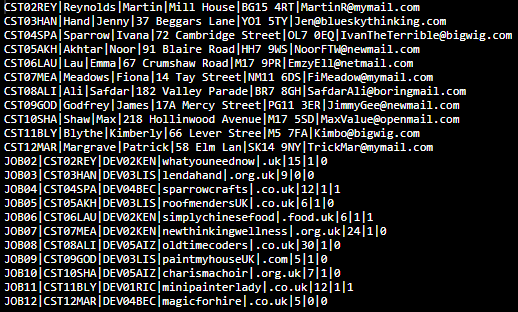 CST02REY|Reynolds|Martin|Mill House|BG15 4RT|MartinR@mymail.com
CST03HAN|Hand|Jenny|37 Beggars Lane|YO1 5TY|Jen@blueskythinking.com
CST04SPA|Sparrow|Ivana|72 Cambridge Street|OL7 0EQ|IvanTheTerrible@bigwig.com
CST05AKH|Akhtar|Noor|91 Blaire Road|HH7 9WS|NoorFTW@newmail.com
CST06LAU|Lau|Emma|67 Crumshaw Road|M17 9PR|EmzyEll@netmail.com
CST07MEA|Meadows|Fiona|14 Tay Street|NM11 6DS|FiMeadow@mymail.com
CST08ALI|Ali|Safdar|182 Valley Parade|BR7 8GH|SafdarAli@boringmail.com
CST09GOD|Godfrey|James|17A Mercy Street|PG11 3ER|JimmyGee@newmail.com
CST10SHA|Shaw|Max|218 Hollinwood Avenue|M17 5SD|MaxValue@openmail.com
CST11BLY|Blythe|Kimberly|66 Lever Stree|M5 7FA|Kimbo@bigwig.com
CST12MAR|Margrave|Patrick|58 Elm Lan|SK14 9NY|TrickMar@mymail.com
JOB02|CST02REY|DEV02KEN|whatyouneednow|.uk|15|1|0
JOB03|CST03HAN|DEV03LIS|lendahand|.org.uk|9|0|0
JOB04|CST04SPA|DEV04BEC|sparrowcrafts|.co.uk|12|1|1
JOB05|CST05AKH|DEV03LIS|roofmendersUK|.co.uk|6|1|0
JOB06|CST06LAU|DEV02KEN|simplychinesefood|.food.uk|6|1|1
JOB07|CST07MEA|DEV02KEN|newthinkingwellness|.org.uk|24|1|0
JOB08|CST08ALI|DEV05AIZ|oldtimecoders|.co.uk|30|1|0
JOB09|CST09GOD|DEV03LIS|paintmyhouseUK|.com|5|1|0
JOB10|CST10SHA|DEV05AIZ|charismachoir|.org.uk|7|1|0
JOB11|CST11BLY|DEV01RIC|minipainterlady|.co.uk|12|1|1
JOB12|CST12MAR|DEV04BEC|magicforhire|.co.uk|5|0|0